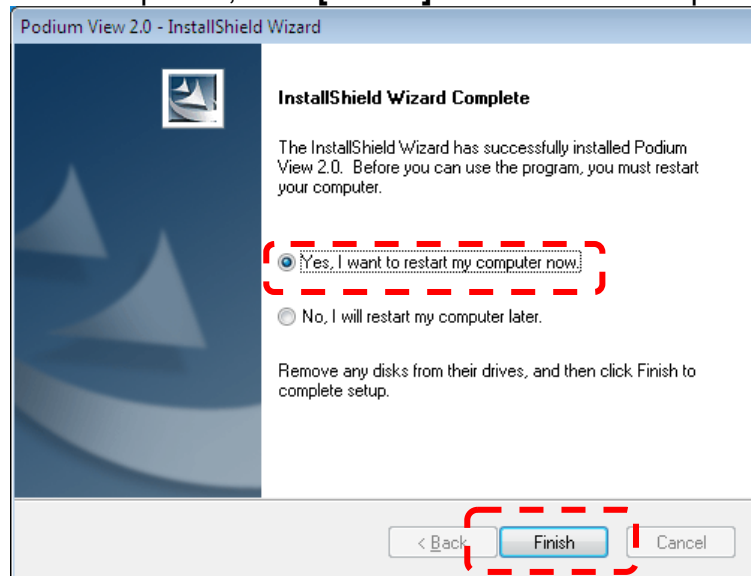 Podium View 2.0 - InstallShield Wizard
InstallShield Wizard Complete
The InstallShield Wizard has successfully installed Podium
View 2.0. Before you can use the program, you must restart
your computer.
Yes, I want to restart my computer now.
No, I will restart my computer later.
Remove any disks from their drives, and then click Finish to
complete setup.
< Back Finish Cancel